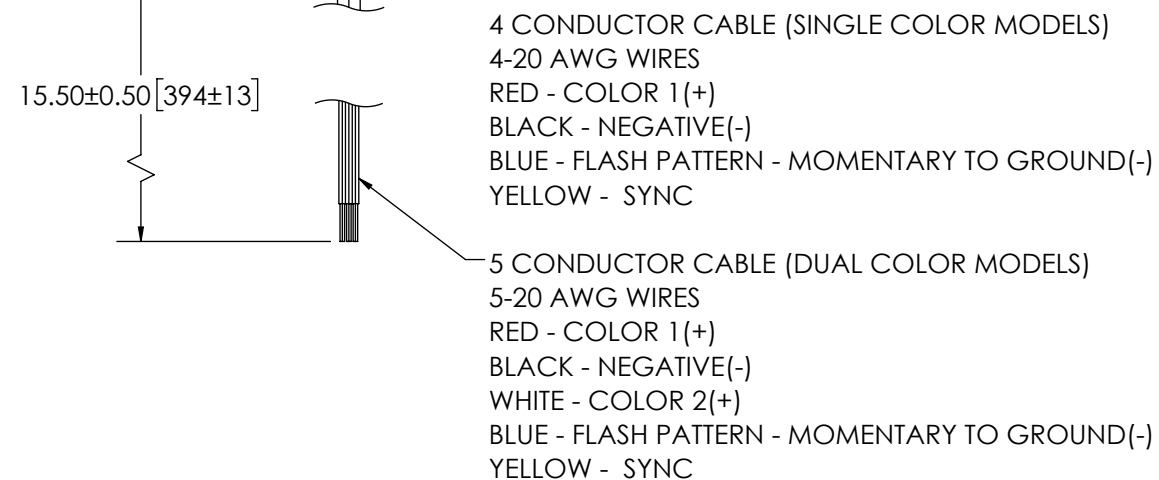 4 CONDUCTOR CABLE (SINGLE COLOR MODELS)
4-20 AWG WIRES
RED - COLOR 1(+)
BLACK - NEGATIVE(-)
BLUE - FLASH PATTERN - MOMENTARY TO GROUND(-)
YELLOW - SYNC
15.50±0.50[394±13]
5 CONDUCTOR CABLE (DUAL COLOR MODELS)
5-20 AWG WIRES
RED - COLOR 1(+)
BLACK - NEGATIVE(-)
WHITE - COLOR 2(+)
BLUE - FLASH PATTERN - MOMENTARY TO GROUND(-)
YELLOW - SYNC